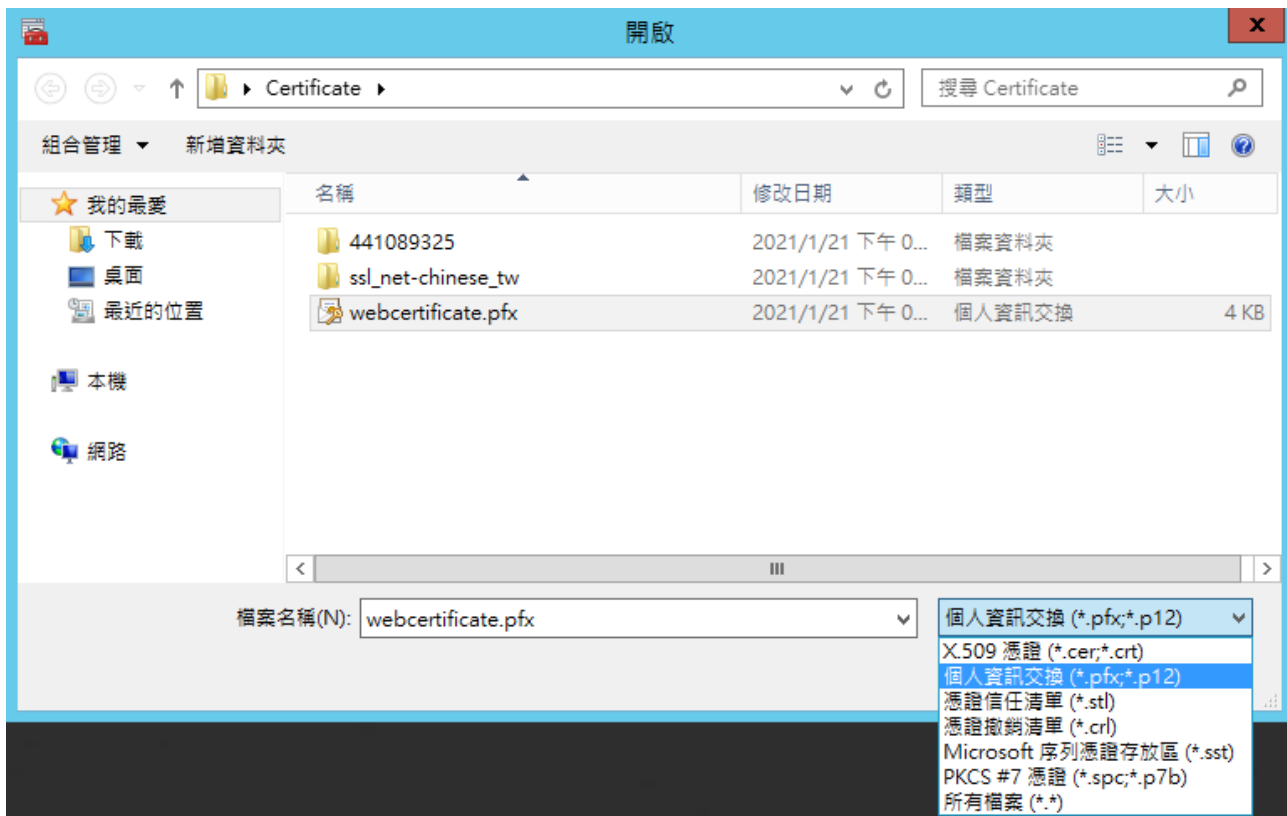 開啟
x
Certificate
搜尋 Certificate
組合管理 新增資料夾
名稱 修改日期 類型 大小
我的最愛
下載
桌面
最近的位置
本機
網路
441089325 2021/1/21 下午 0... 檔案資料夾
ssl_net-chinese_tw 2021/1/21 下午 0... 檔案資料夾
webcertificate.pfx 2021/1/21 下午 0... 個人資訊交換 4 KB
檔案名稱(N): webcertificate.pfx 個人資訊交換 (*.pfx;*.p12)
X.509 憑證 (*.cer;*.crt)
個人資訊交換 (*.pfx;*.p12)
憑證信任清單 (*.stl)
憑證撤銷清單 (*.crl)
Microsoft 序列憑證存放區 (*.sst)
PKCS #7 憑證 (*.spc;*.p7b)
所有檔案 (*.*)